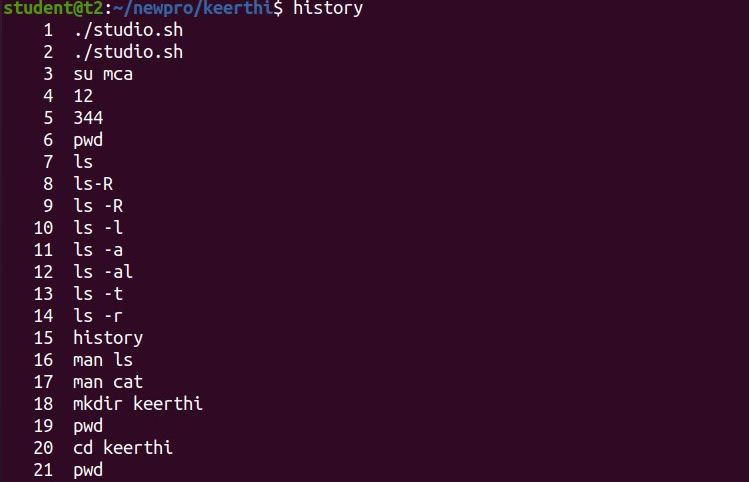 student@t2:~/newpro/keerthi$ history
1 ./studio.sh
2 ./studio.sh
3 su mca
4 12
5 344
6 pwd
7 ls
8 ls-R
9 ls -R
10 ls -l
11 ls -a
12 ls -al
13 ls -t
14 ls -r
15 history
16 man ls
17 man cat
18 mkdir keerthi
19 pwd
20 cd keerthi
21 pwd